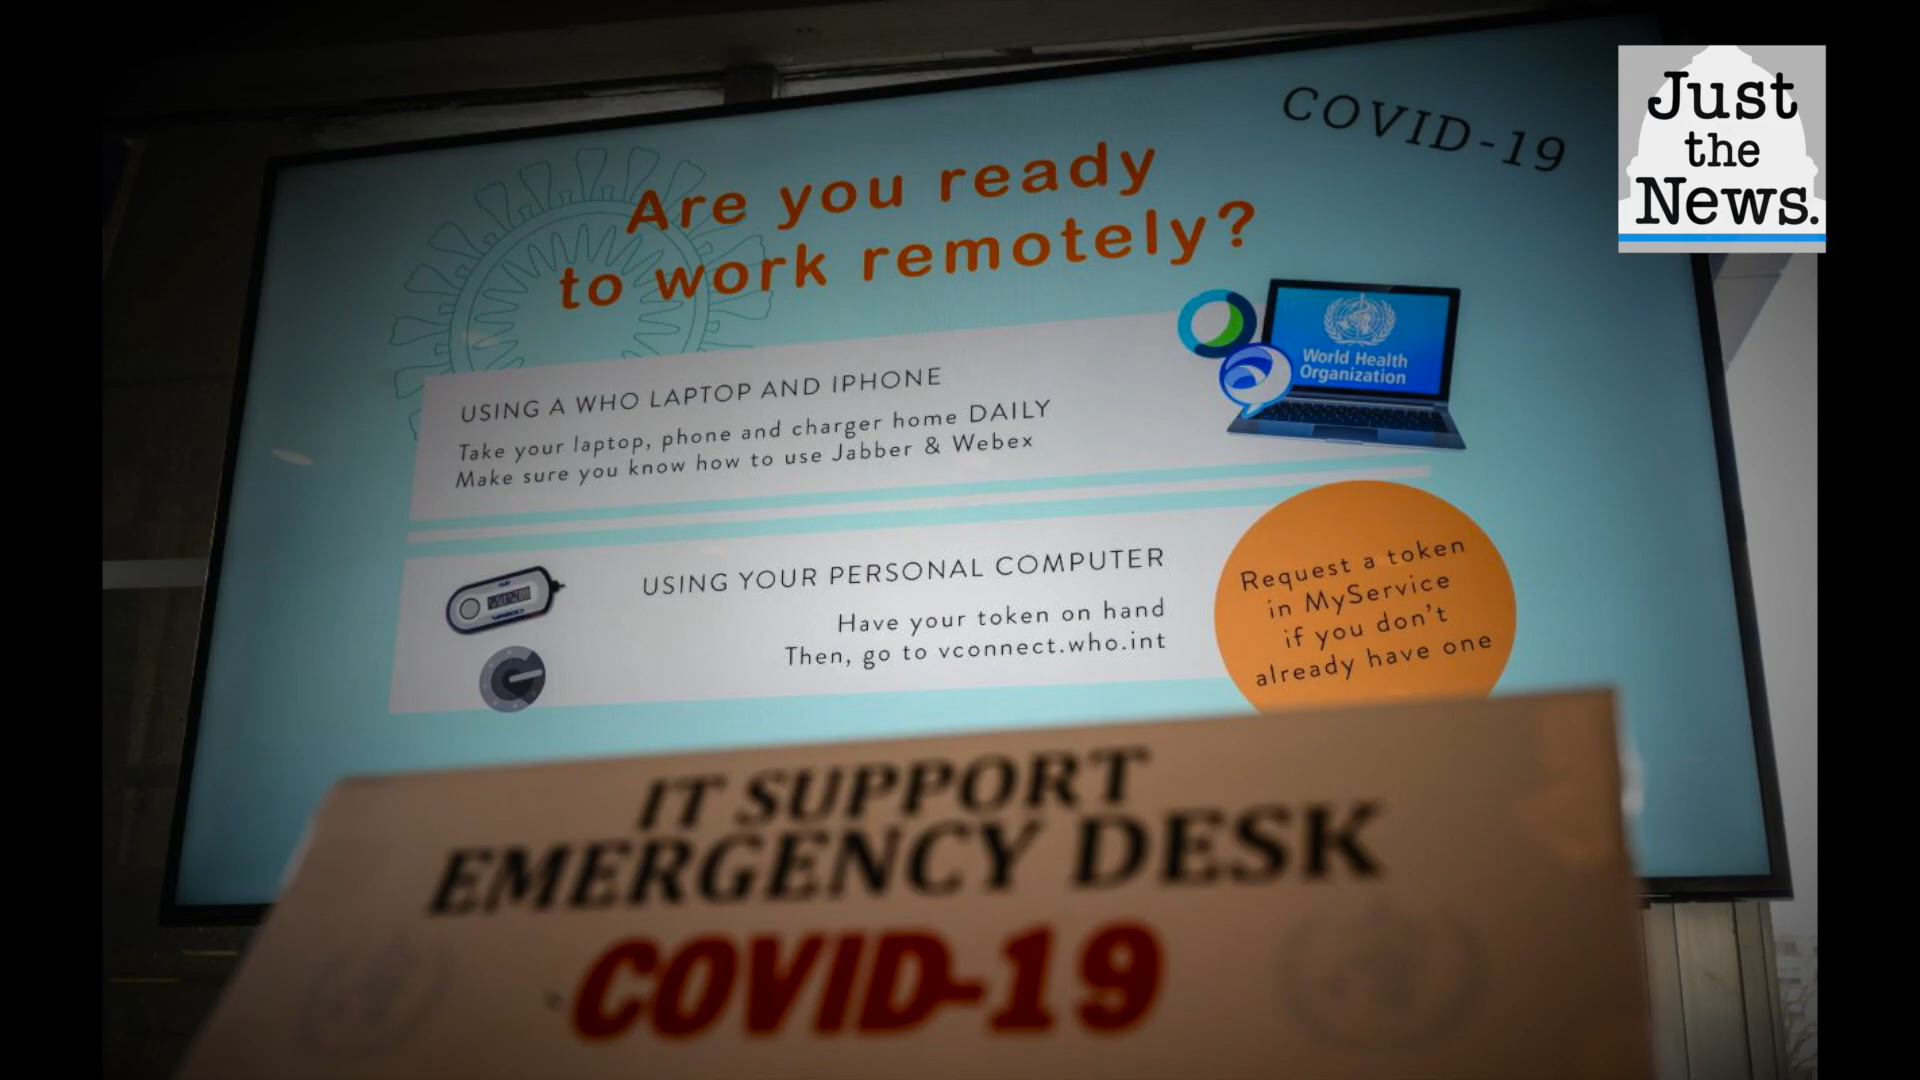 COVID-19
Just
the
News.
Are you ready
to work remotely?
World Health
Organization
USING A WHO LAPTOP AND IPHONE
Take your laptop, phone and charger home DAILY
Make sure you know how to use Jabber & Webex
USING YOUR PERSONAL COMPUTER
Have your token on hand
Then, go to vconnect.who.int
Request a token
in MyService
if you don't
already have one
IT SUPPORT
EMERGENCY DESK
COVID-19